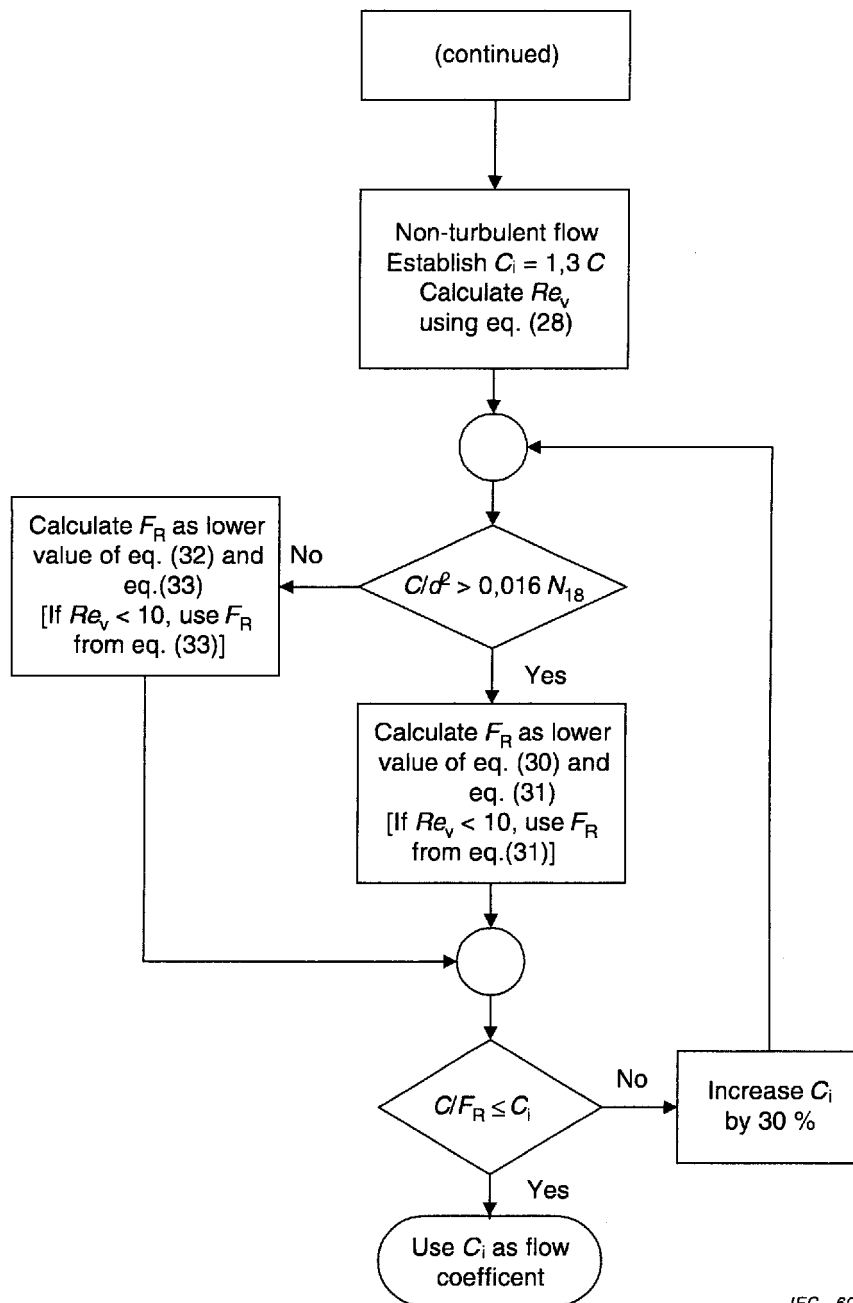 (continued)
Non-turbulent flow
Establish Ci = 1,3 C
Calculate Rev
using eq. (28)
Calculate FR as lower
value of eq. (32) and
eq.(33)
[If Rev < 10, use FR
from eq. (33)]
No
C/d² > 0,016 N18
Yes
Calculate FR as lower
value of eq. (30) and
eq. (31)
[If Rev < 10, use FR
from eq.(31)]
C/FR ≤ Ci
No
Increase Ci
by 30 %
Yes
Use Ci as flow
coefficent
IEC 60